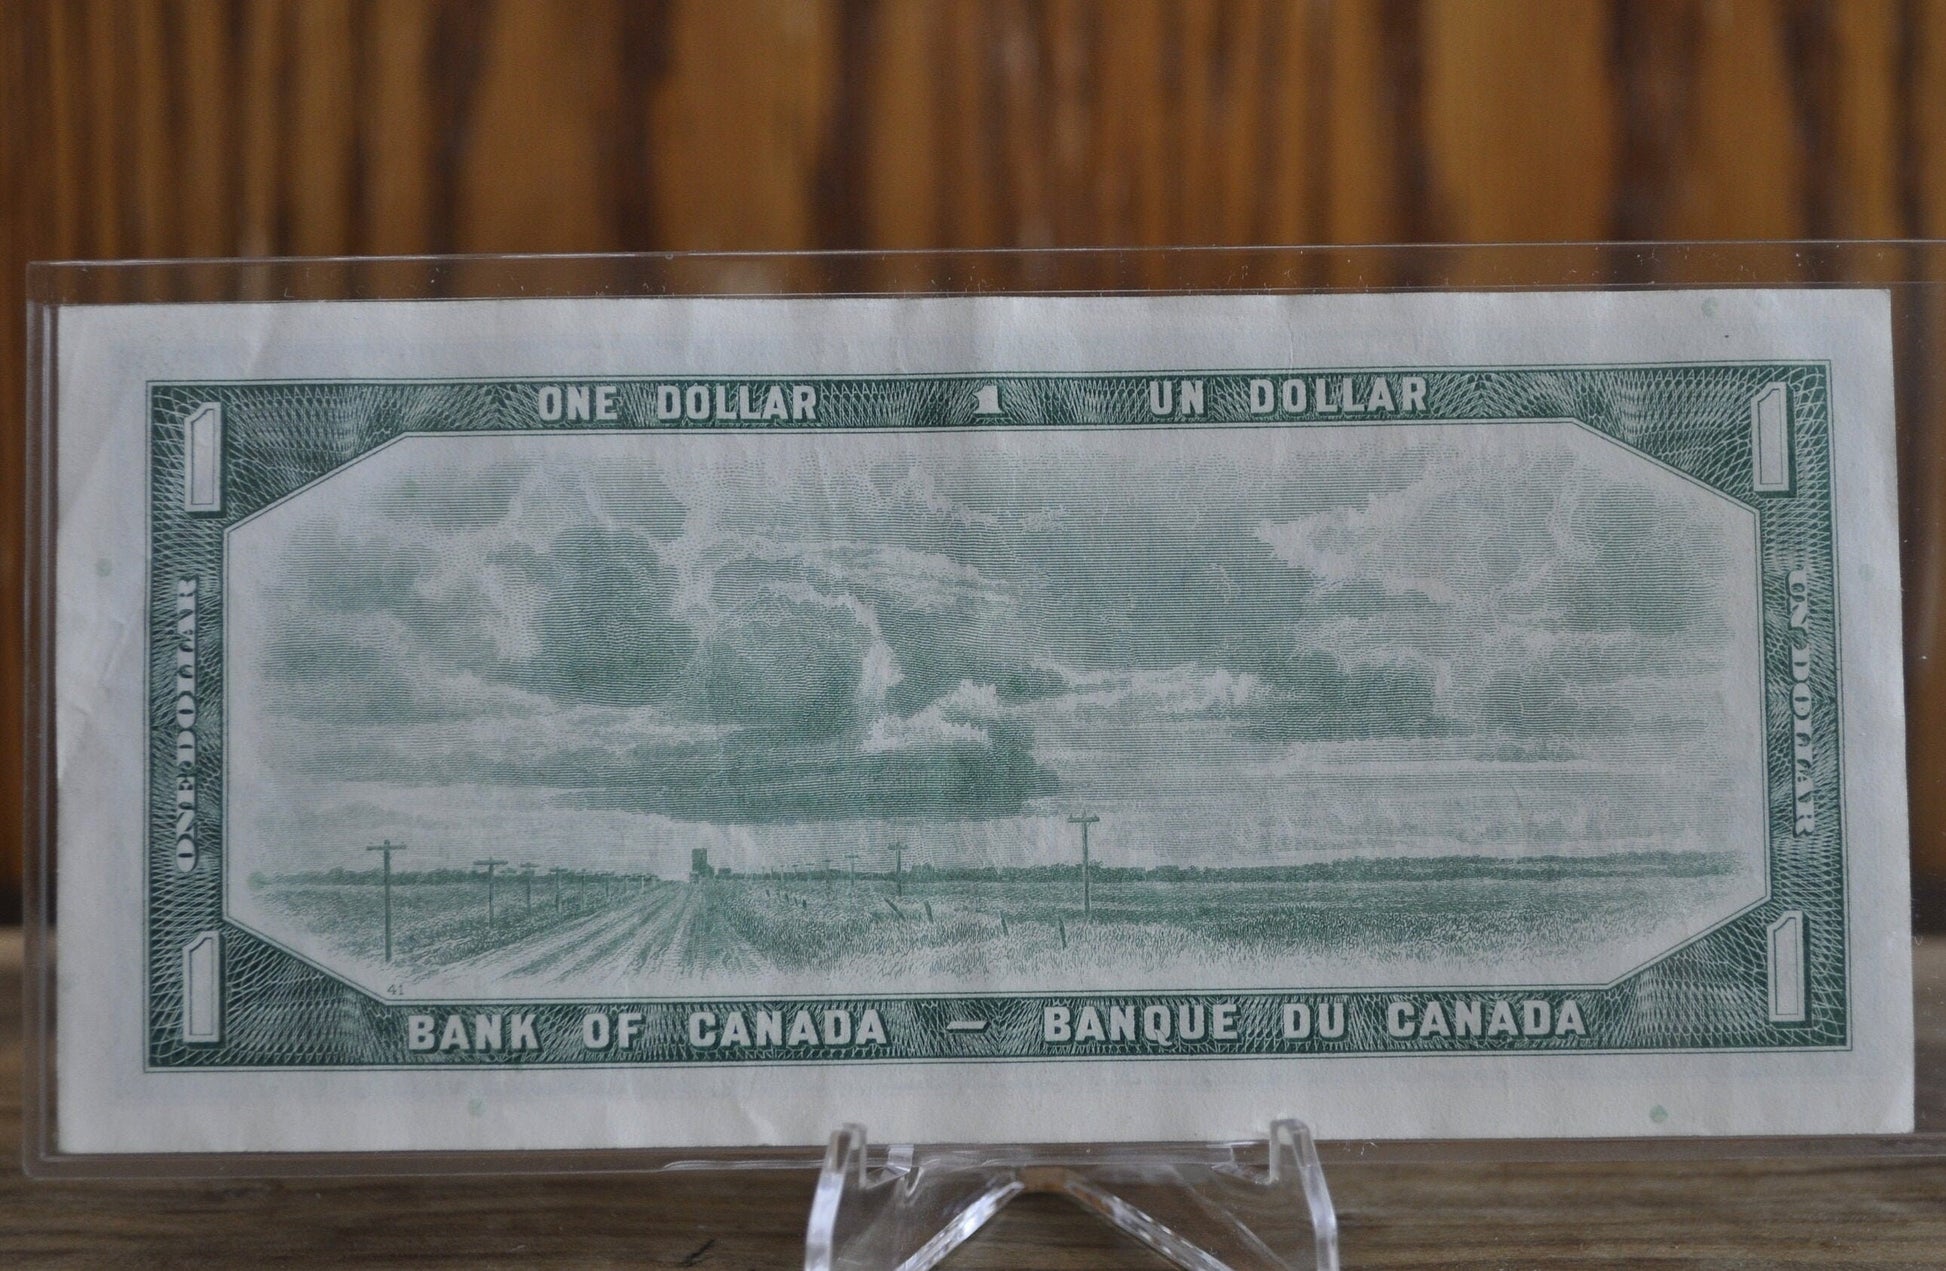 ONE DOLLAR 1 UN DOLLAR
1 1
ONE DOLLAR
UN DOLLAR
41
1 1
BANK OF CANADA — BANQUE DU CANADA